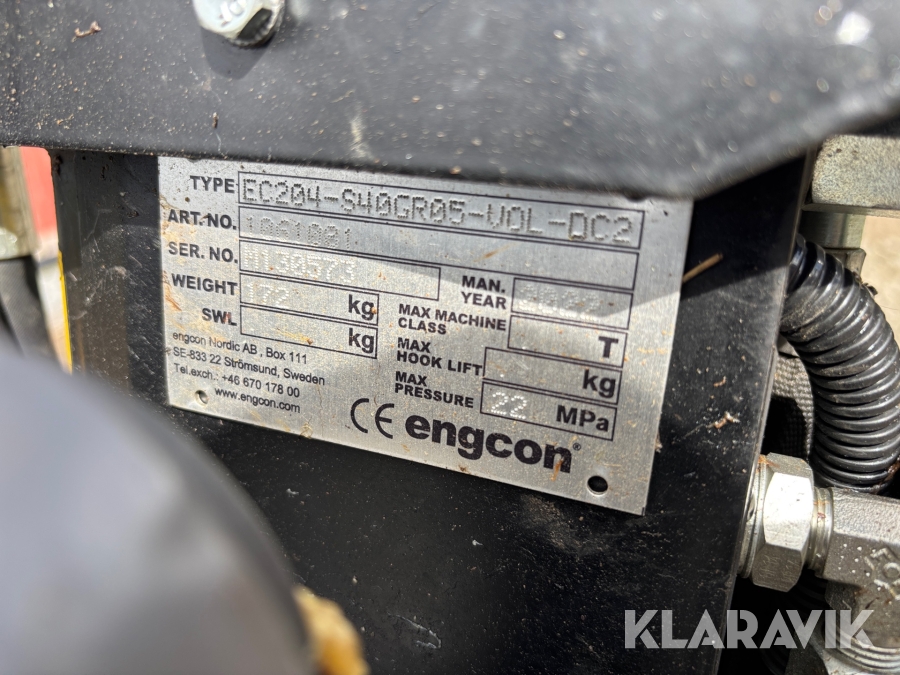 TYPE EC204-S40GR05-VOL-QC2
ART.NO. 1061001
SER. NO. A130573
WEIGHT 172 kg
SWL kg
MAN. YEAR
MAX MACHINE CLASS T
MAX HOOK LIFT kg
MAX PRESSURE 22 MPa
engcon Nordic AB , Box 111
SE-833 22 Strömsund, Sweden
Tel.exch.: +46 670 178 00
www.engcon.com
CE engcon®
KLARAVIK